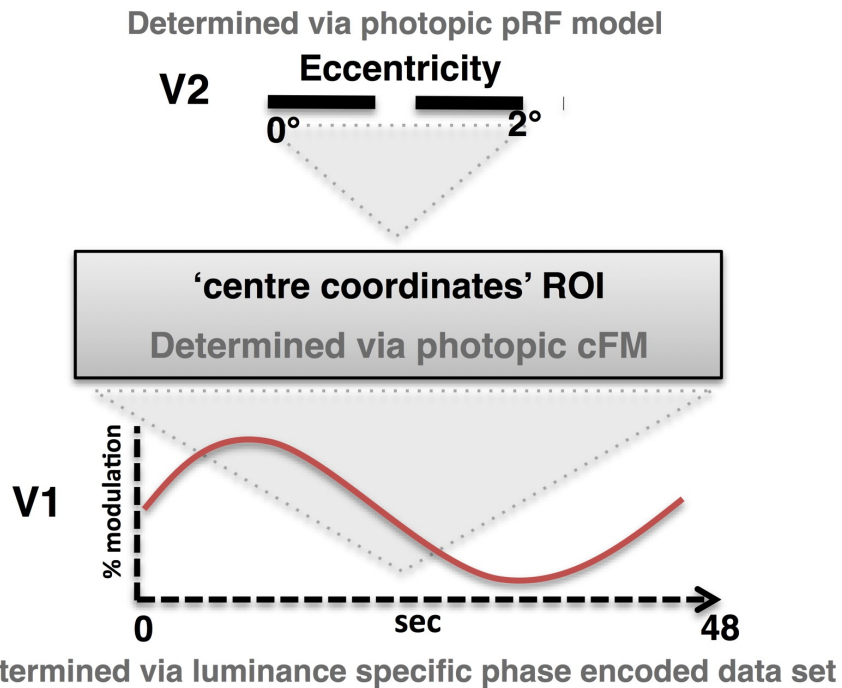 Determined via photopic pRF model
Eccentricity
V2
0°
2°
‘centre coordinates’ ROI
Determined via photopic cFM
% modulation
V1
0
sec
48
termined via luminance specific phase encoded data set